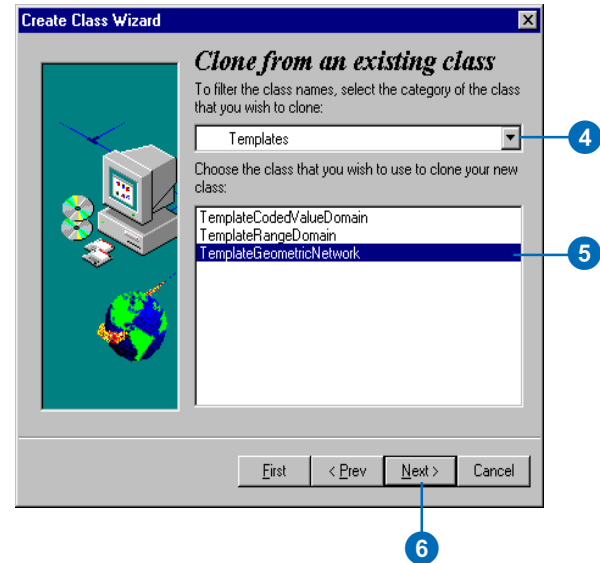 Create Class Wizard
Clone from an existing class
To filter the class names, select the category of the class
that you wish to clone:
Templates
4
Choose the class that you wish to use to clone your new
class:
TemplateCodedValueDomain
TemplateRangeDomain
TemplateGeometricNetwork
5
First
< Prev
Next >
Cancel
6